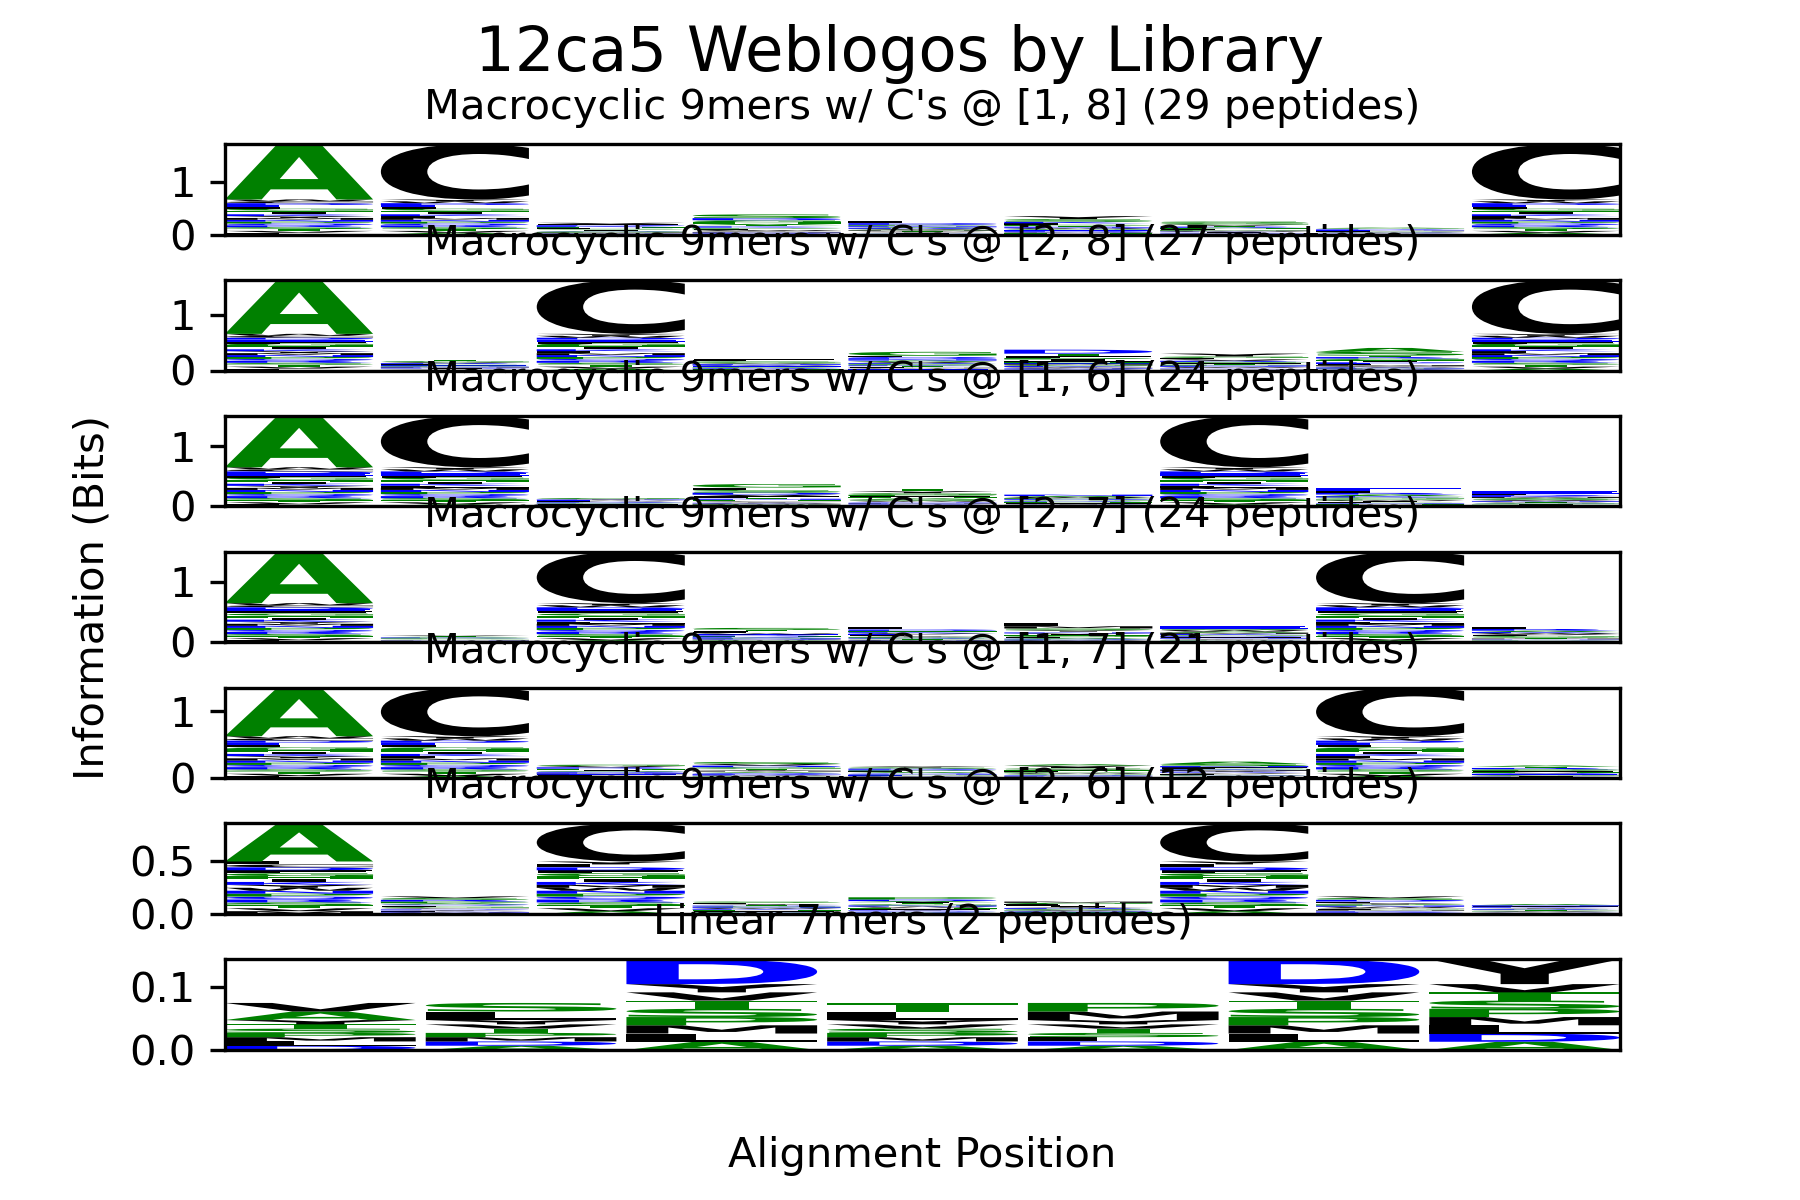 12ca5 Weblogos by Library
Macrocyclic 9mers w/ C's @ [1, 8] (29 peptides)
1
0
A C C
Macrocyclic 9mers w/ C's @ [2, 8] (27 peptides)
1
0
A C C
Macrocyclic 9mers w/ C's @ [1, 6] (24 peptides)
1
0
A C C
Macrocyclic 9mers w/ C's @ [2, 7] (24 peptides)
1
0
A C C
Macrocyclic 9mers w/ C's @ [1, 7] (21 peptides)
1
0
A C C
Macrocyclic 9mers w/ C's @ [2, 6] (12 peptides)
0.5
0.0
A C C
Linear 7mers (2 peptides)
0.1
0.0
D D Y
Information (Bits)
Alignment Position